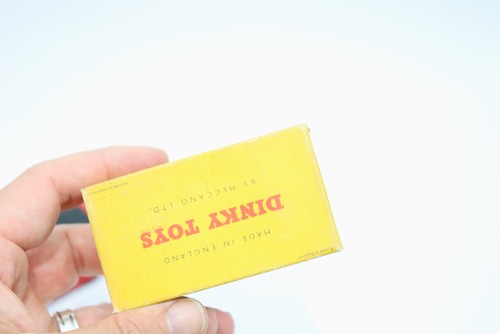 MADE IN ENGLAND
DINKY TOYS
BY MECCANO LTD.